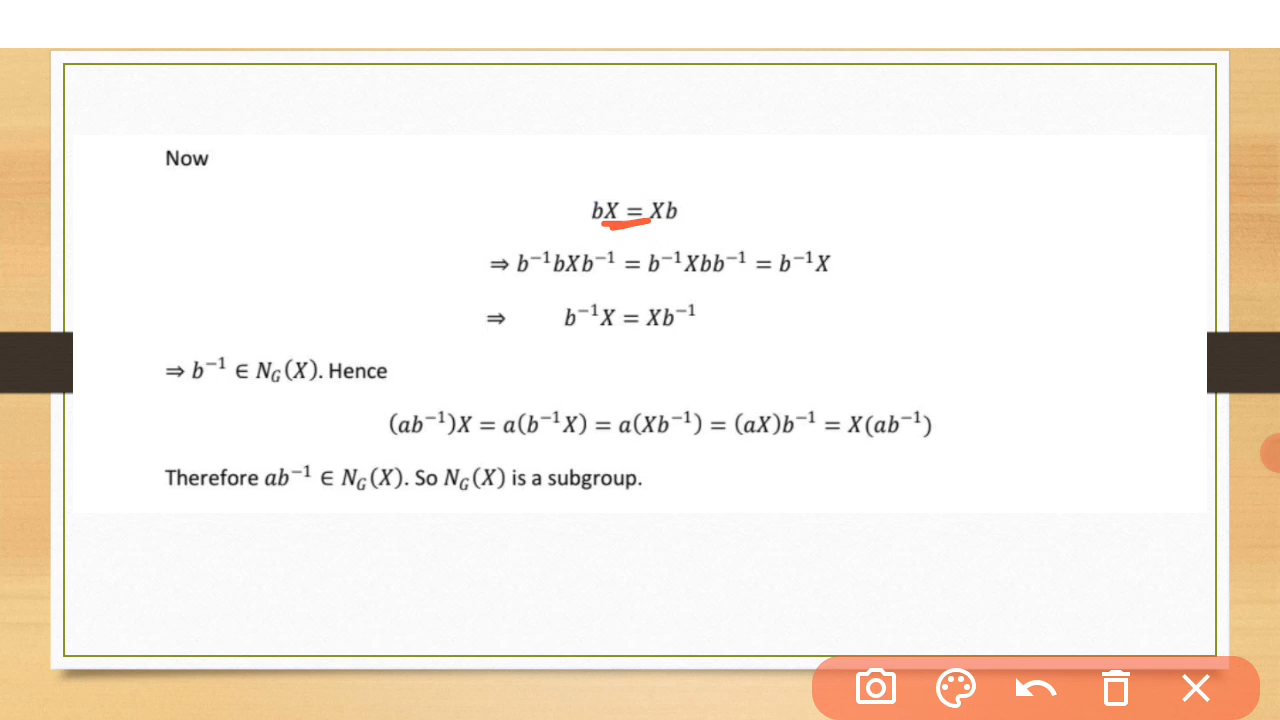 Now
bX = Xb
⇒ b⁻¹bXb⁻¹ = b⁻¹Xbb⁻¹ = b⁻¹X
⇒ b⁻¹X = Xb⁻¹
⇒ b⁻¹ ∈ N_G(X). Hence
(ab⁻¹)X = a(b⁻¹X) = a(Xb⁻¹) = (aX)b⁻¹ = X(ab⁻¹)
Therefore ab⁻¹ ∈ N_G(X). So N_G(X) is a subgroup.